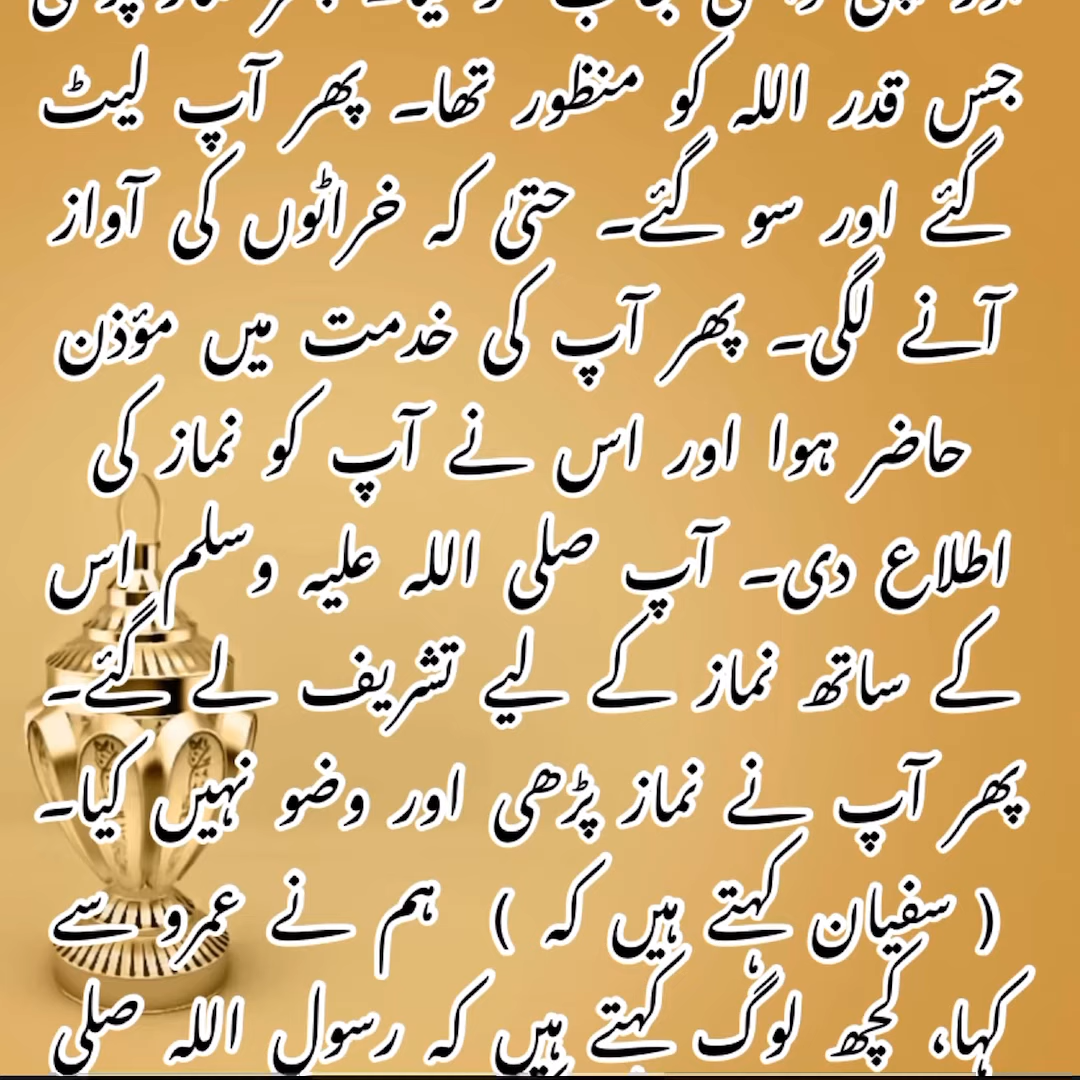 جس قدر اللہ کو منظور تھا۔ پھر آپ لیٹ
گئے اور سو گئے۔ حتیٰ کہ خراٹوں کی آواز
آنے لگی۔ پھر آپ کی خدمت میں مؤذن
حاضر ہوا اور اس نے آپ کو نماز کی
اطلاع دی۔ آپ صلی اللہ علیہ وسلم اس
کے ساتھ نماز کے لیے تشریف لے گئے۔
پھر آپ نے نماز پڑھی اور وضو نہیں کیا۔
( سفیان کہتے ہیں کہ ) ہم نے عمرو سے
کہا، کچھ لوگ کہتے ہیں کہ رسول اللہ صلی